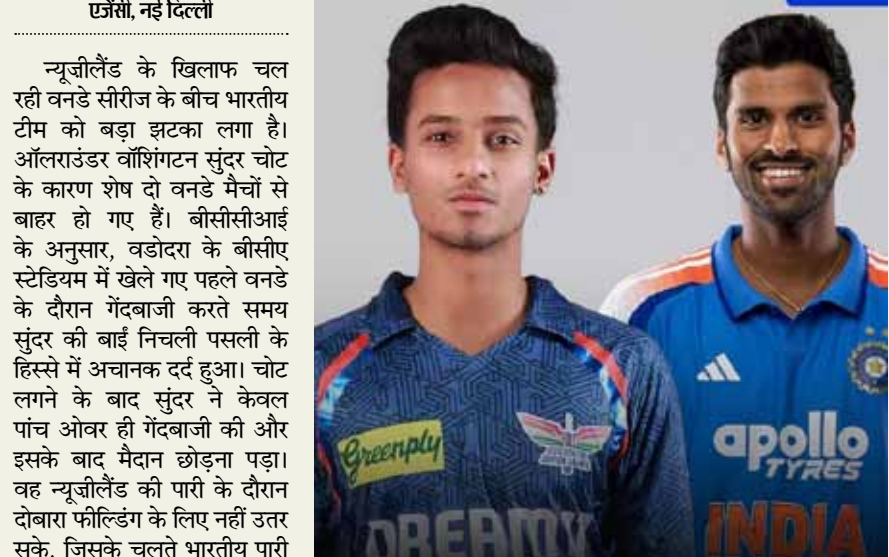 एजेंसी, नई दिल्ली
न्यूज़ीलैंड के खिलाफ चल
रही वनडे सीरीज के बीच भारतीय
टीम को बड़ा झटका लगा है।
ऑलराउंडर वॉशिंगटन सुंदर चोट
के कारण शेष दो वनडे मैचों से
बाहर हो गए हैं। बीसीसीआई
के अनुसार, वडोदरा के बीसीए
स्टेडियम में खेले गए पहले वनडे
के दौरान गेंदबाजी करते समय
सुंदर की बाईं निचली पसली के
हिस्से में अचानक दर्द हुआ। चोट
लगने के बाद सुंदर ने केवल
पांच ओवर ही गेंदबाजी की और
इसके बाद मैदान छोड़ना पड़ा।
वह न्यूज़ीलैंड की पारी के दौरान
दोबारा फील्डिंग के लिए नहीं उतर
सके, जिसके चलते भारतीय पारी
Greenply
apollo
TYRES
INDIA